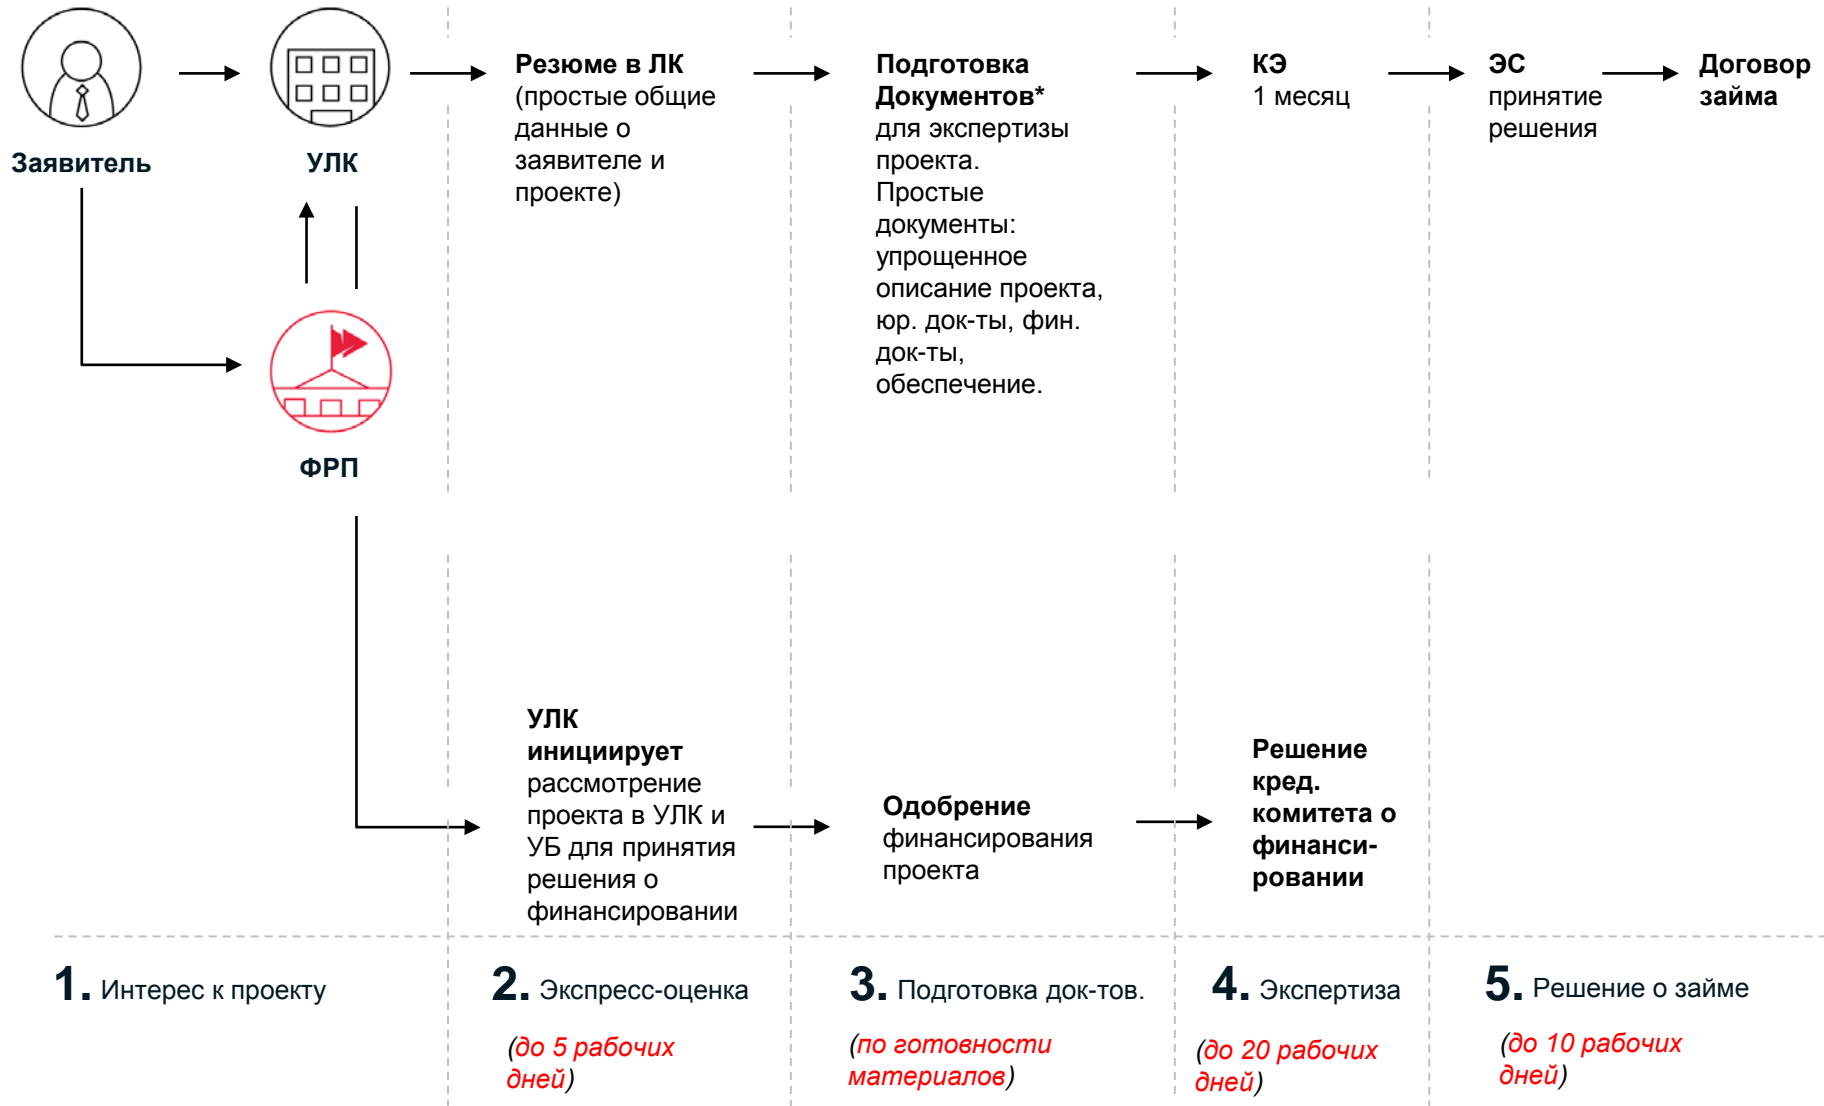 Заявитель
УЛК
ФРП
Резюме в ЛК
(простые общие
данные о
заявителе и
проекте)
Подготовка
Документов*
для экспертизы
проекта.
Простые
документы:
упрощенное
описание проекта,
юр. док-ты, фин.
док-ты,
обеспечение.
КЭ
1 месяц
ЭС
принятие
решения
Договор
займа
УЛК
инициирует
рассмотрение
проекта в УЛК и
УБ для принятия
решения о
финансировании
Одобрение
финансирования
проекта
Решение
кред.
комитета о
финанси-
ровании
1. Интерес к проекту
2. Экспресс-оценка
(до 5 рабочих
дней)
3. Подготовка док-тов.
(по готовности
материалов)
4. Экспертиза
(до 20 рабочих
дней)
5. Решение о займе
(до 10 рабочих
дней)